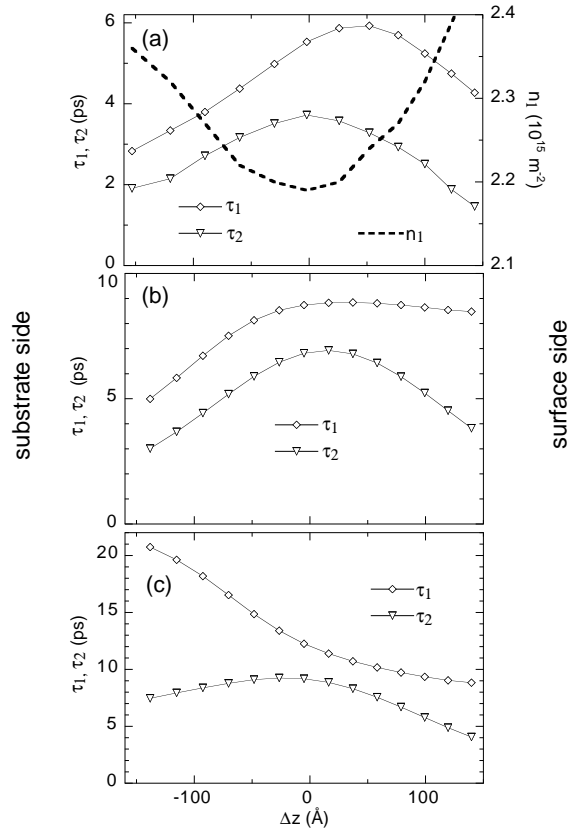 substrate side
surface side
(a)
6
4
2
0
τ1, τ2 (ps)
2.4
2.3
2.2
2.1
n1 (10^15 m^-2)
τ1
τ2
n1
(b)
10
5
0
τ1, τ2 (ps)
τ1
τ2
(c)
20
15
10
5
0
τ1, τ2 (ps)
τ1
τ2
-100
0
100
Δz (Å)